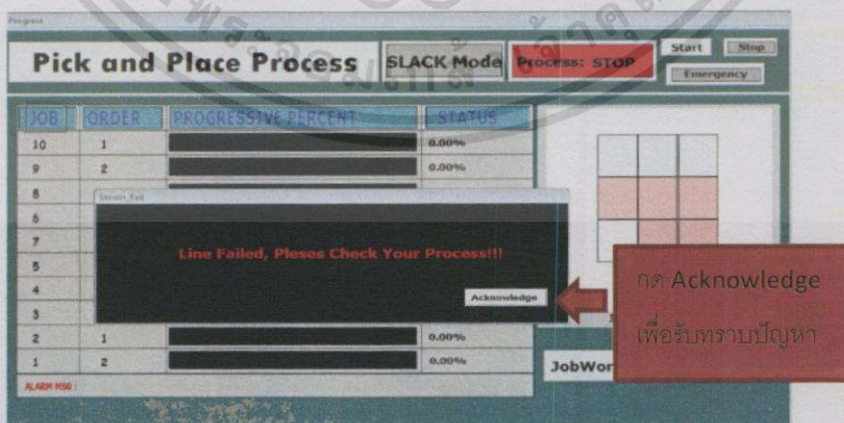 Progress
Pick and Place Process
SLACK Mode
Process: STOP
Start
Stop
Emergency
JOB ORDER PROGRESSIVE PERCENT STATUS
10 1 0.00%
9 2 0.00%
8
6
7
5
4
3
2 1 0.00%
1 2 0.00%
ALARM MSG :
Sensor_Fail
Line Failed, Pleses Check Your Process!!!
Acknowledge
กด Acknowledge
เพื่อรับทราบปัญหา
JobWor